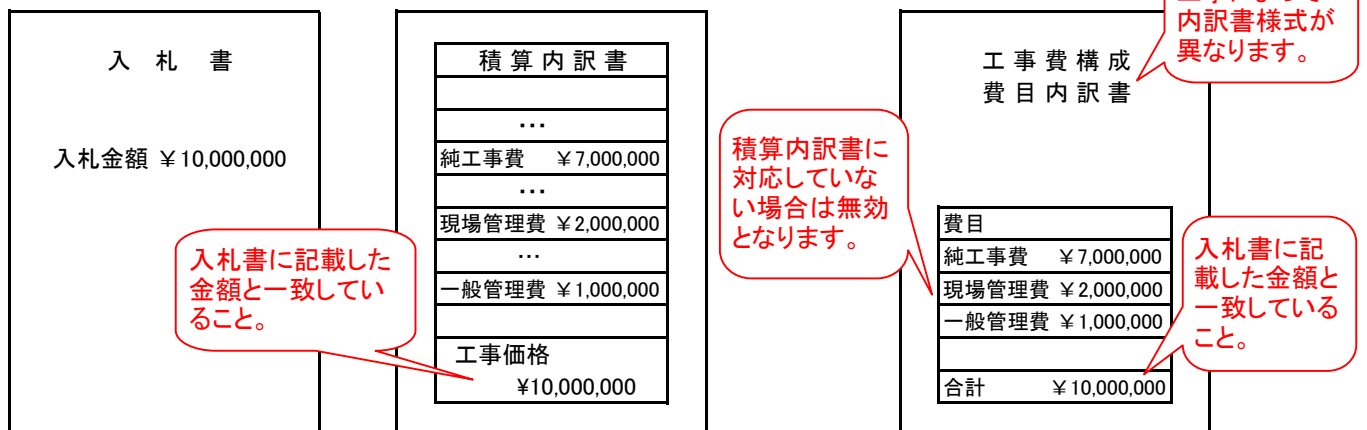 入 札 書
入札金額 ￥10,000,000
入札書に記載した
金額と一致してい
ること。
積 算 内 訳 書
･･･
純工事費 ￥7,000,000
･･･
現場管理費 ￥2,000,000
…
一般管理費 ￥1,000,000
工事価格
¥10,000,000
積算内訳書に
対応していな
い場合は無効
となります。
内訳書様式が
異なります。
工 事 費 構 成
費 目 内 訳 書
費目
純工事費 ￥7,000,000
現場管理費 ￥2,000,000
一般管理費 ￥1,000,000
合計 ￥10,000,000
入札書に記
載した金額と
一致している
こと。